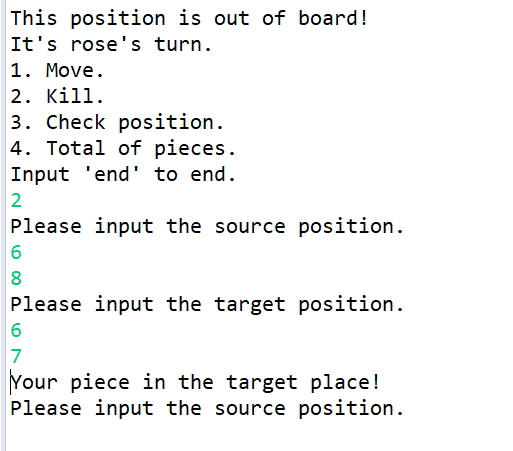 This position is out of board!
It's rose's turn.
1. Move.
2. Kill.
3. Check position.
4. Total of pieces.
Input 'end' to end.
2
Please input the source position.
6
8
Please input the target position.
6
7
Your piece in the target place!
Please input the source position.